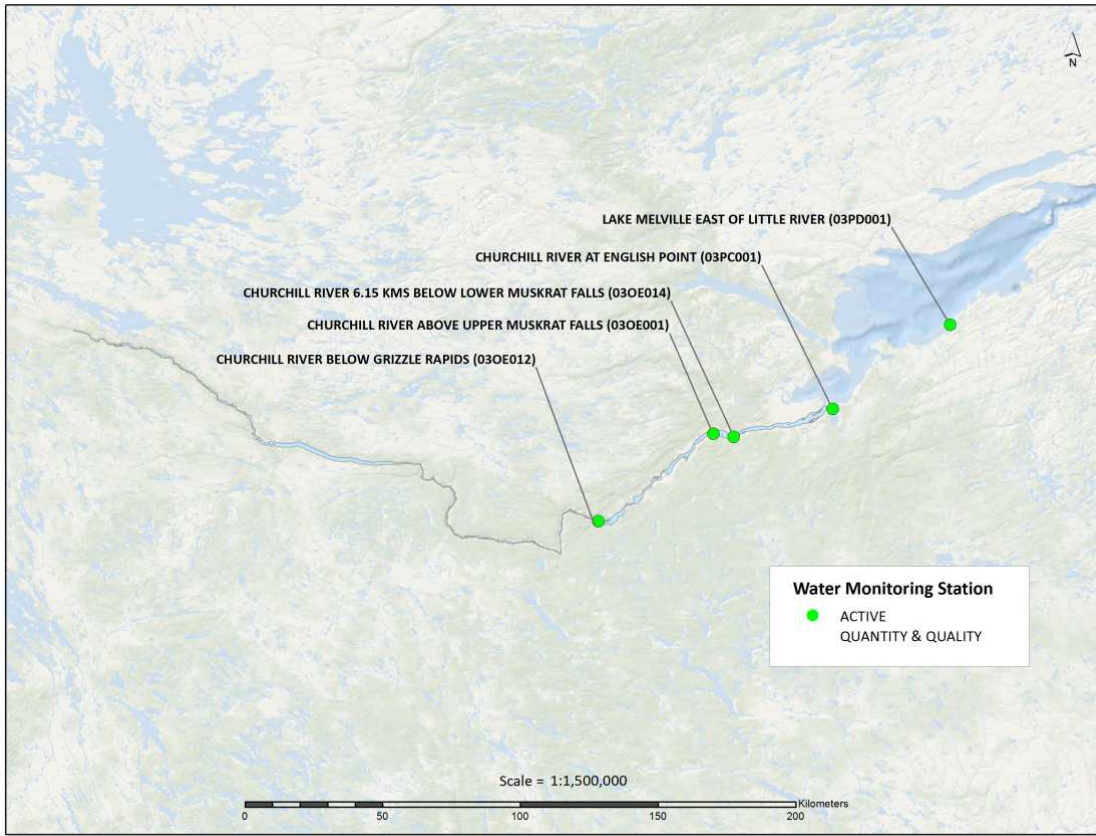 N
LAKE MELVILLE EAST OF LITTLE RIVER (03PD001)
CHURCHILL RIVER AT ENGLISH POINT (03PC001)
CHURCHILL RIVER 6.15 KMS BELOW LOWER MUSKRAT FALLS (03OE014)
CHURCHILL RIVER ABOVE UPPER MUSKRAT FALLS (03OE001)
CHURCHILL RIVER BELOW GRIZZLE RAPIDS (03OE012)
Water Monitoring Station
ACTIVE
QUANTITY & QUALITY
Scale = 1:1,500,000
Kilometers
0 50 100 150 200